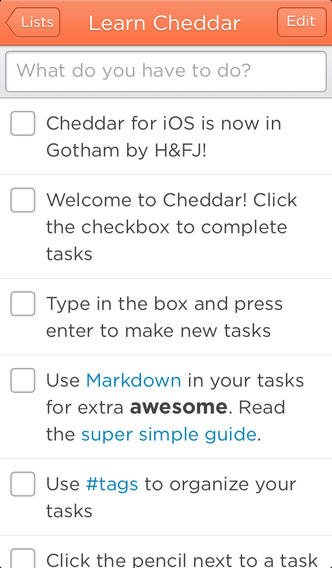 Lists
Learn Cheddar
Edit
What do you have to do?
Cheddar for iOS is now in
Gotham by H&FJ!
Welcome to Cheddar! Click
the checkbox to complete
tasks
Type in the box and press
enter to make new tasks
Use Markdown in your tasks
for extra awesome. Read
the super simple guide.
Use #tags to organize your
tasks
Click the pencil next to a task